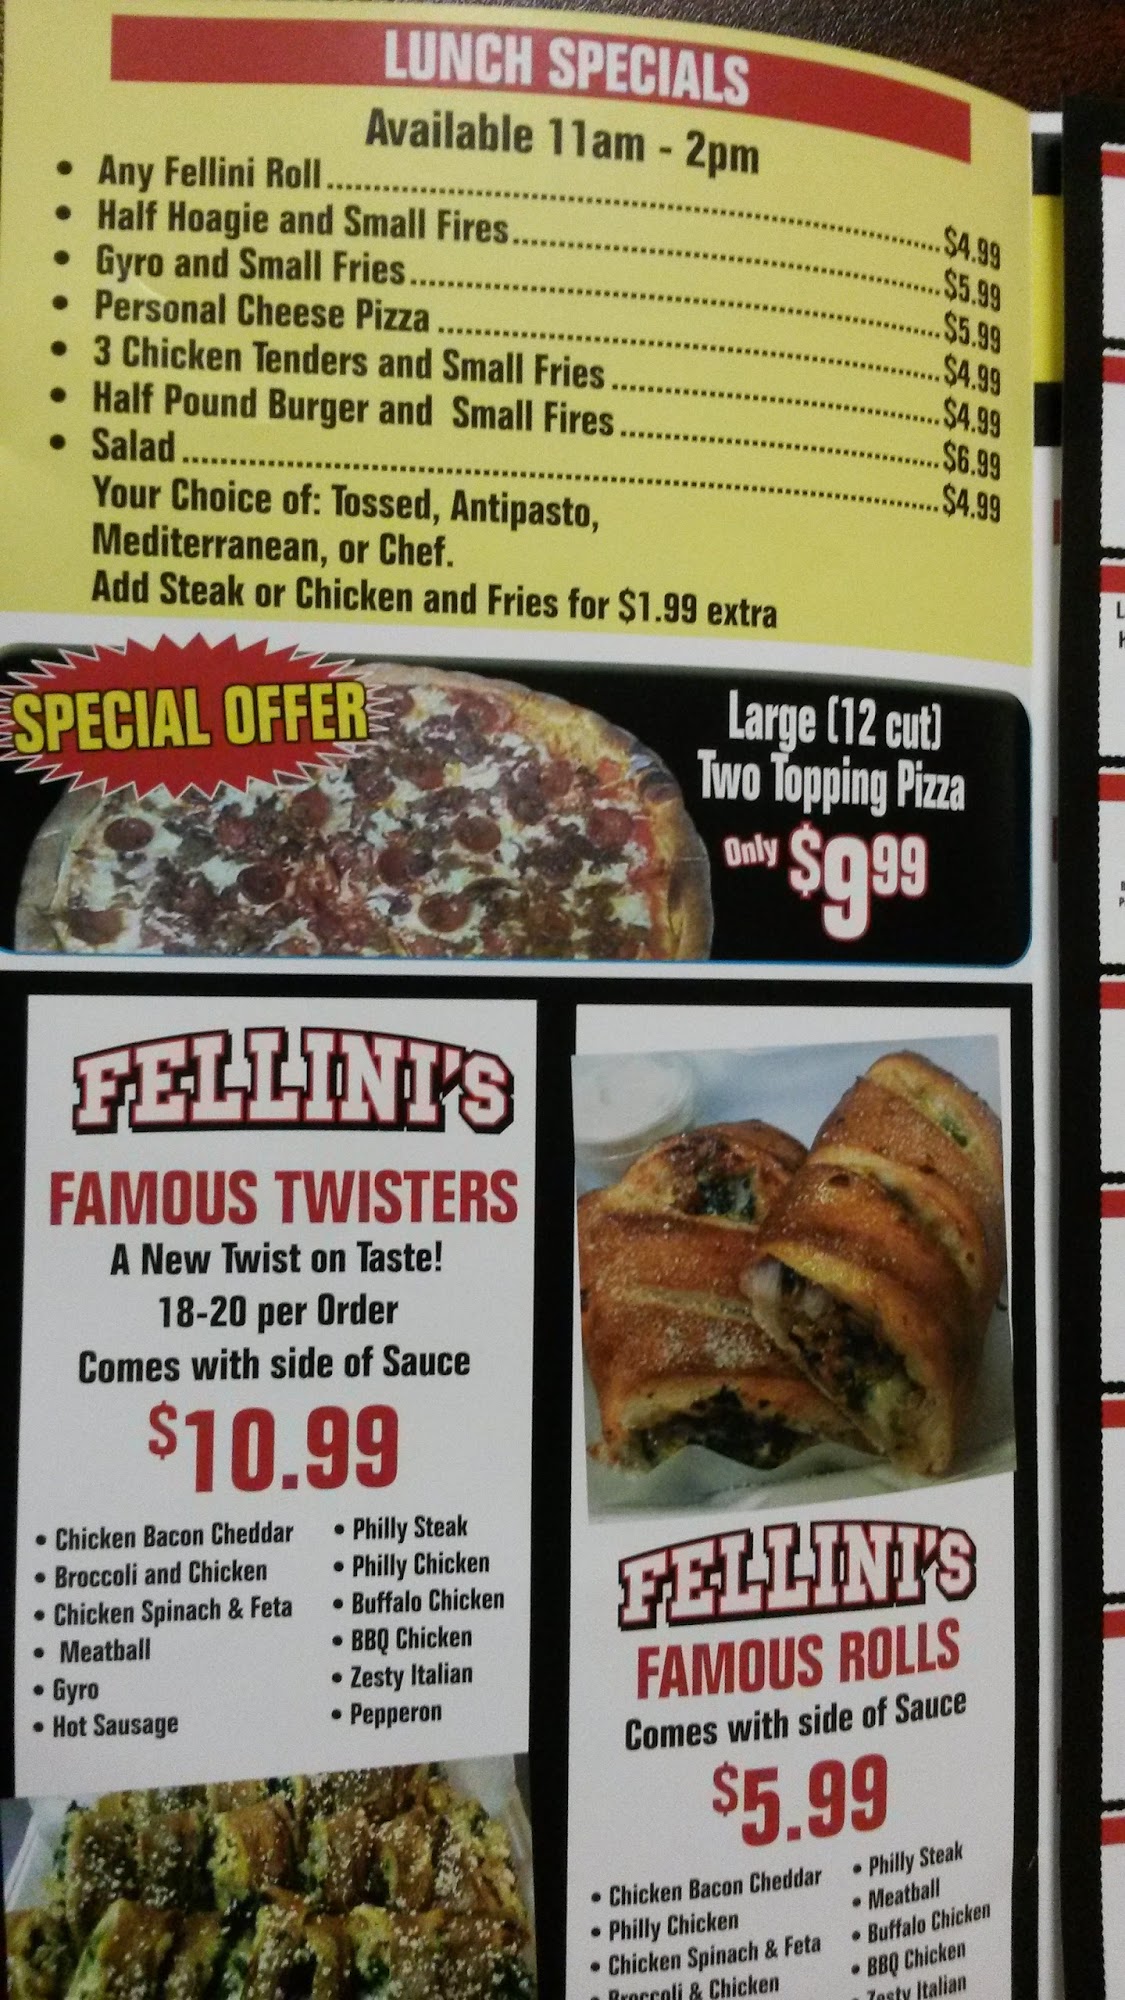 LUNCH SPECIALS
Available 11am - 2pm
• Any Fellini Roll........$4.99
• Half Hoagie and Small Fires........$5.99
• Gyro and Small Fries........$5.99
• Personal Cheese Pizza........$4.99
• 3 Chicken Tenders and Small Fries........$4.99
• Half Pound Burger and Small Fires........$6.99
• Salad........$4.99
Your Choice of: Tossed, Antipasto,
Mediterranean, or Chef.
Add Steak or Chicken and Fries for $1.99 extra
SPECIAL OFFER
Large (12 cut)
Two Topping Pizza
Only $9.99
FELLINI'S
FAMOUS TWISTERS
A New Twist on Taste!
18-20 per Order
Comes with side of Sauce
$10.99
• Chicken Bacon Cheddar
• Broccoli and Chicken
• Chicken Spinach & Feta
• Meatball
• Gyro
• Hot Sausage
• Philly Steak
• Philly Chicken
• Buffalo Chicken
• BBQ Chicken
• Zesty Italian
• Pepperon
FELLINI'S
FAMOUS ROLLS
Comes with side of Sauce
$5.99
• Chicken Bacon Cheddar
• Philly Chicken
• Chicken Spinach & Feta
Broccoli & Chicken
• Philly Steak
• Meatball
• Buffalo Chicken
• BBQ Chicken
Zesty Italian